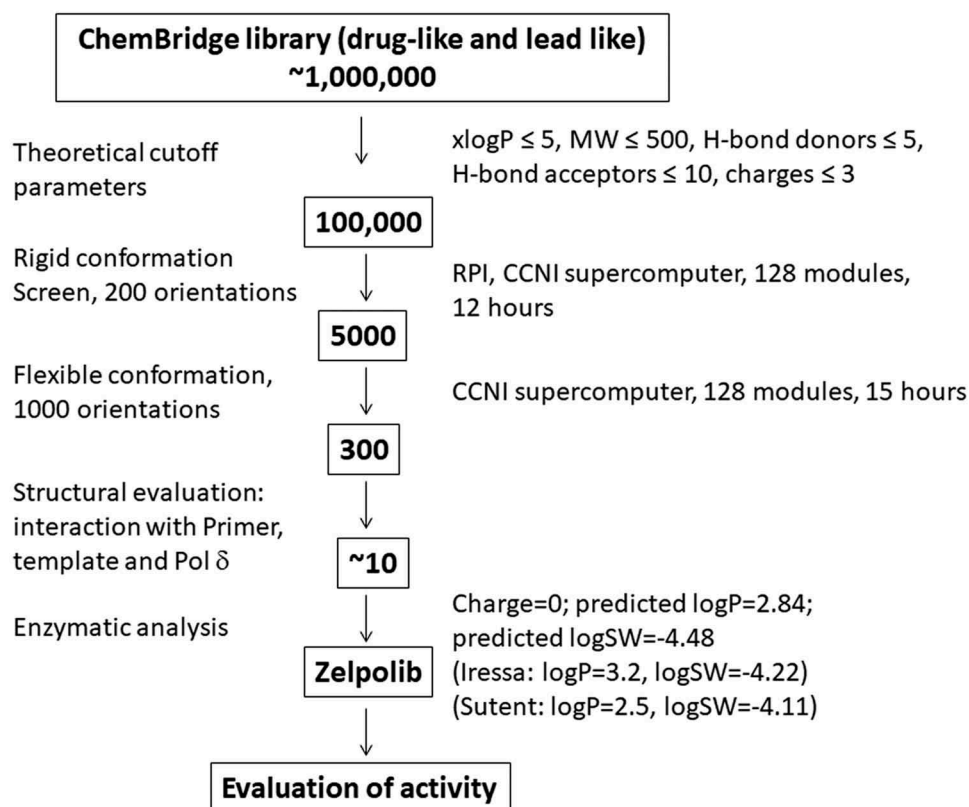 ChemBridge library (drug-like and lead like)
~1,000,000
Theoretical cutoff
parameters
xlogP ≤ 5, MW ≤ 500, H-bond donors ≤ 5,
H-bond acceptors ≤ 10, charges ≤ 3
100,000
Rigid conformation
Screen, 200 orientations
RPI, CCNI supercomputer, 128 modules,
12 hours
5000
Flexible conformation,
1000 orientations
CCNI supercomputer, 128 modules, 15 hours
300
Structural evaluation:
interaction with Primer,
template and Pol δ
~10
Enzymatic analysis
Charge=0; predicted logP=2.84;
predicted logSW=-4.48
(Iressa: logP=3.2, logSW=-4.22)
(Sutent: logP=2.5, logSW=-4.11)
Zelpolib
Evaluation of activity